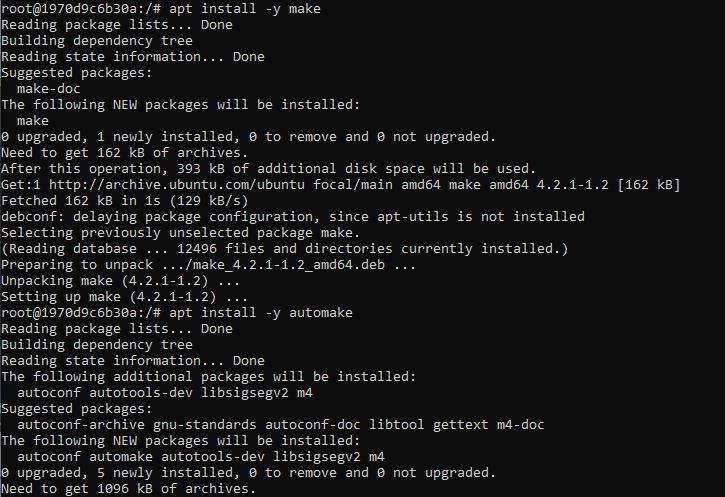 root@1970d9c6b30a:/# apt install -y make
Reading package lists... Done
Building dependency tree
Reading state information... Done
Suggested packages:
  make-doc
The following NEW packages will be installed:
  make
0 upgraded, 1 newly installed, 0 to remove and 0 not upgraded.
Need to get 162 kB of archives.
After this operation, 393 kB of additional disk space will be used.
Get:1 http://archive.ubuntu.com/ubuntu focal/main amd64 make amd64 4.2.1-1.2 [162 kB]
Fetched 162 kB in 1s (129 kB/s)
debconf: delaying package configuration, since apt-utils is not installed
Selecting previously unselected package make.
(Reading database ... 12496 files and directories currently installed.)
Preparing to unpack .../make_4.2.1-1.2_amd64.deb ...
Unpacking make (4.2.1-1.2) ...
Setting up make (4.2.1-1.2) ...
root@1970d9c6b30a:/# apt install -y automake
Reading package lists... Done
Building dependency tree
Reading state information... Done
The following additional packages will be installed:
  autoconf autotools-dev libsigsegv2 m4
Suggested packages:
  autoconf-archive gnu-standards autoconf-doc libtool gettext m4-doc
The following NEW packages will be installed:
  autoconf automake autotools-dev libsigsegv2 m4
0 upgraded, 5 newly installed, 0 to remove and 0 not upgraded.
Need to get 1096 kB of archives.